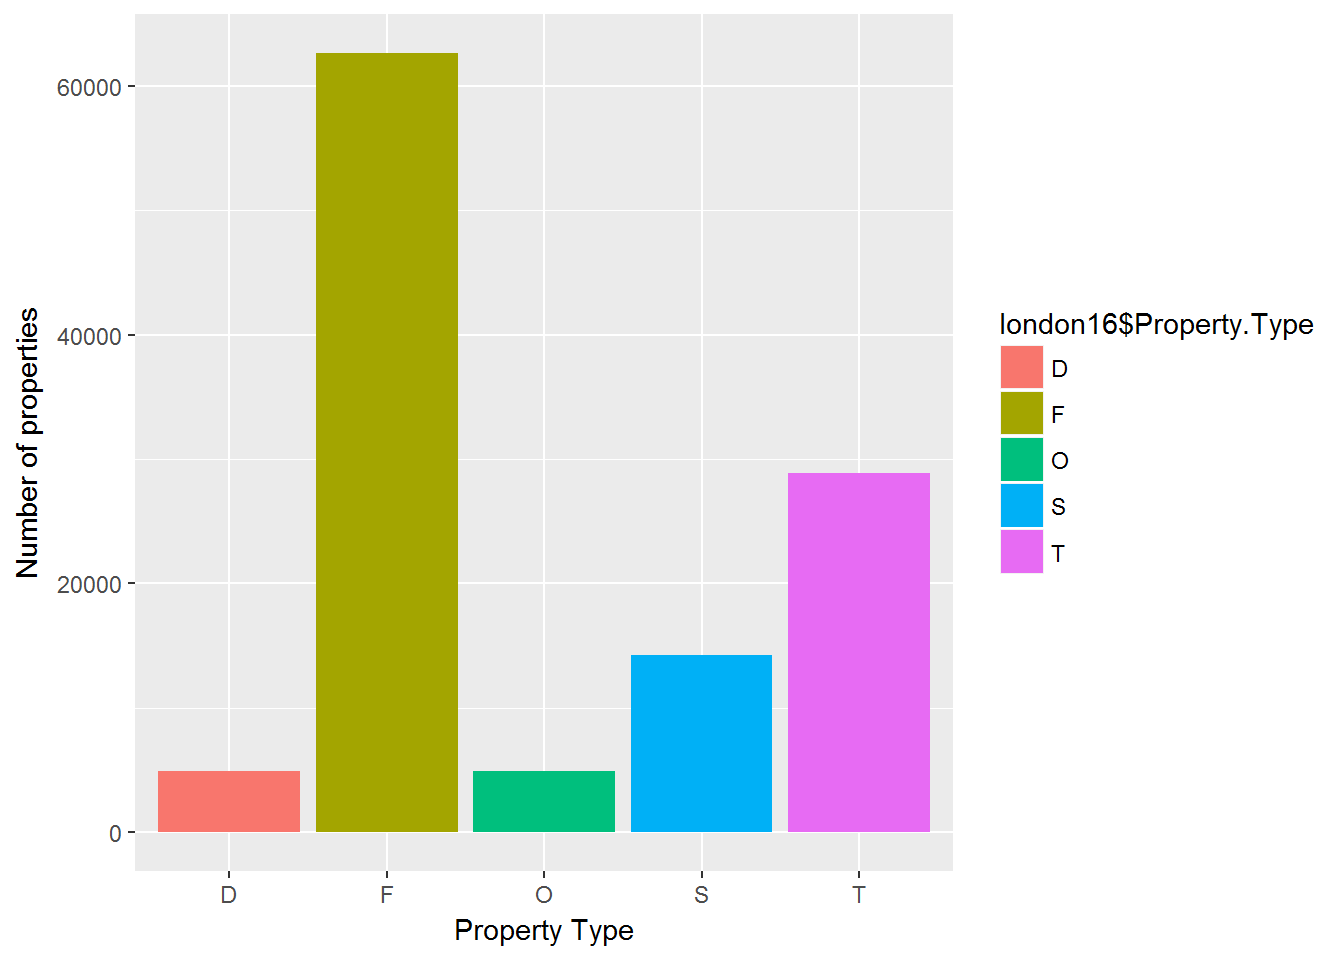 60000
40000
20000
0
Number of properties
D
F
O
S
T
Property Type
london16$Property.Type
D
F
O
S
T